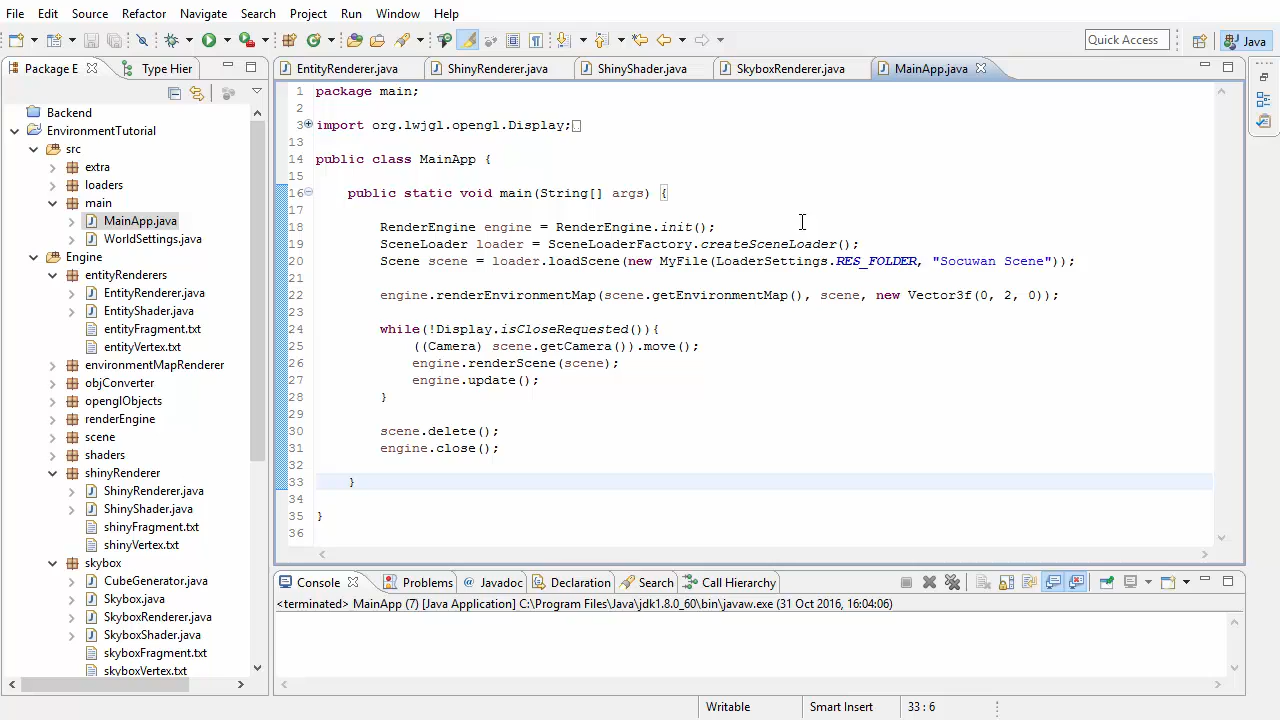 File Edit Source Refactor Navigate Search Project Run Window Help
Quick Access
Java
Package E
Type Hier
Backend
EnvironmentTutorial
src
extra
loaders
main
MainApp.java
WorldSettings.java
Engine
entityRenderers
EntityRenderer.java
EntityShader.java
entityFragment.txt
entityVertex.txt
environmentMapRenderer
objConverter
openglObjects
renderEngine
scene
shaders
shinyRenderer
ShinyRenderer.java
ShinyShader.java
shinyFragment.txt
shinyVertex.txt
skybox
CubeGenerator.java
Skybox.java
SkyboxRenderer.java
SkyboxShader.java
skyboxFragment.txt
skyboxVertex.txt
EntityRenderer.java ShinyRenderer.java ShinyShader.java SkyboxRenderer.java MainApp.java
1 package main;
2
3 import org.lwjgl.opengl.Display;
13
14 public class MainApp {
15
16 public static void main(String[] args) {
17
18 RenderEngine engine = RenderEngine.init();
19 SceneLoader loader = SceneLoaderFactory.createSceneLoader();
20 Scene scene = loader.loadScene(new MyFile(LoaderSettings.RES_FOLDER, "Socuwan Scene"));
21
22 engine.renderEnvironmentMap(scene.getEnvironmentMap(), scene, new Vector3f(0, 2, 0));
23
24 while(!Display.isCloseRequested()){
25 ((Camera) scene.getCamera()).move();
26 engine.renderScene(scene);
27 engine.update();
28 }
29
30 scene.delete();
31 engine.close();
32
33 }
34
35 }
36
Console Problems @ Javadoc Declaration Search Call Hierarchy
<terminated> MainApp (7) [Java Application] C:\Program Files\Java\jdk1.8.0_60\bin\javaw.exe (31 Oct 2016, 16:04:06)
Writable Smart Insert 33 : 6